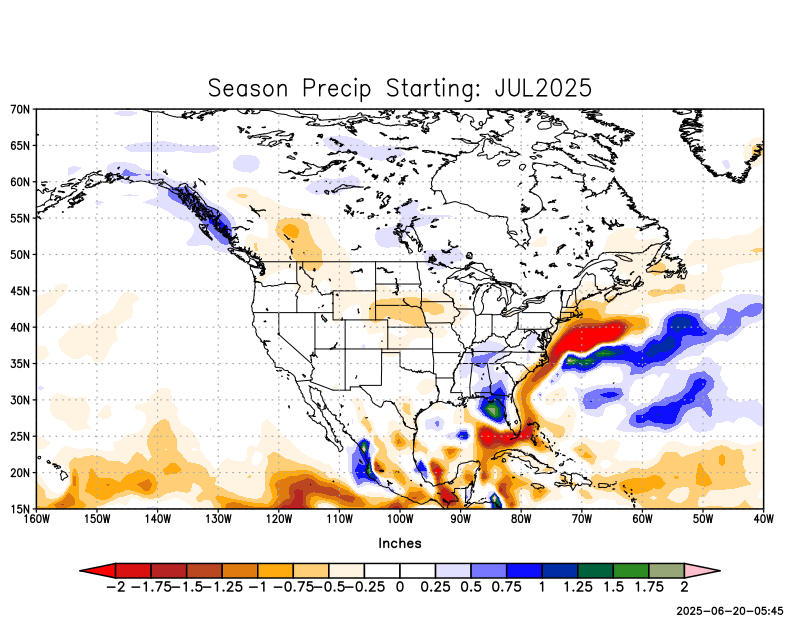 Season Precip Starting: JUL2025
70N
65N
60N
55N
50N
45N
40N
35N
30N
25N
20N
15N
160W 150W 140W 130W 120W 110W 100W 90W 80W 70W 60W 50W 40W
Inches
−2 −1.75−1.5−1.25 −1 −0.75−0.5−0.25 0 0.25 0.5 0.75 1 1.25 1.5 1.75 2
2025−06−20−05:45